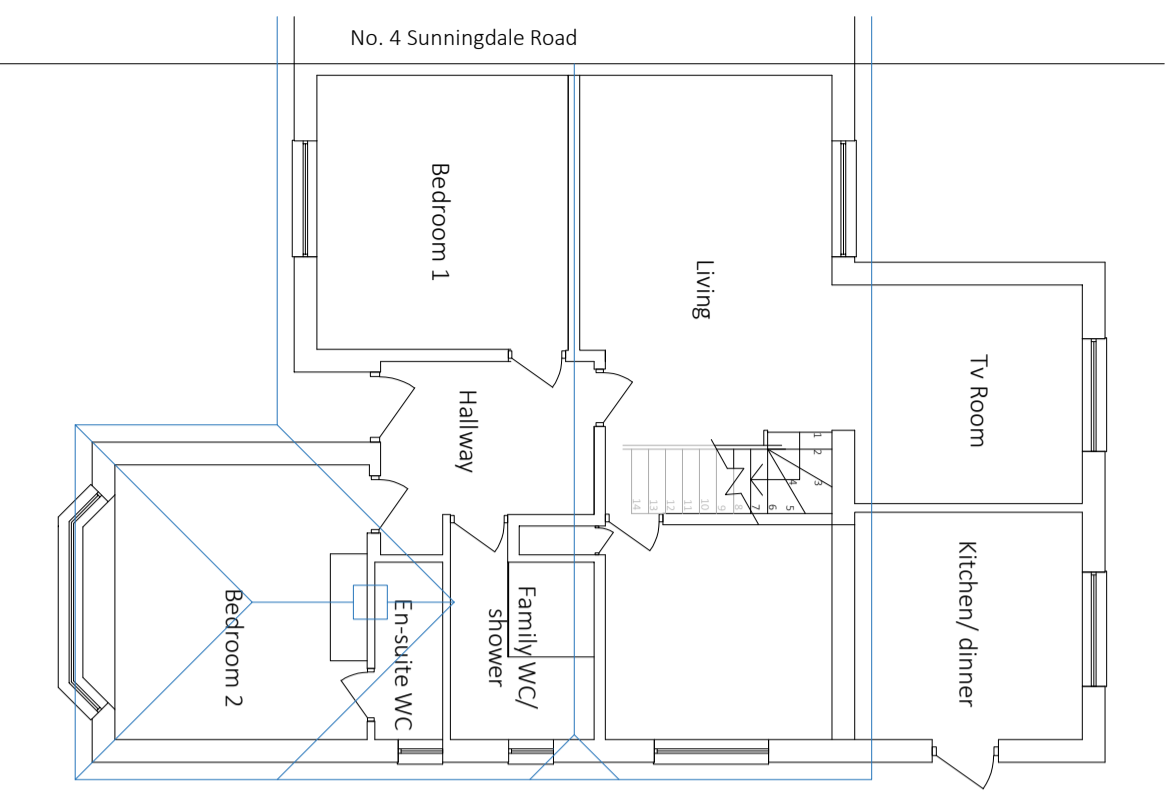 No. 4 Sunningdale Road
Bedroom 1
Living
Tv Room
Hallway
1
2
3
4
5
6
7
8
9
10
11
12
13
14
Kitchen/ dinner
Bedroom 2
En-suite WC
Family WC/
shower